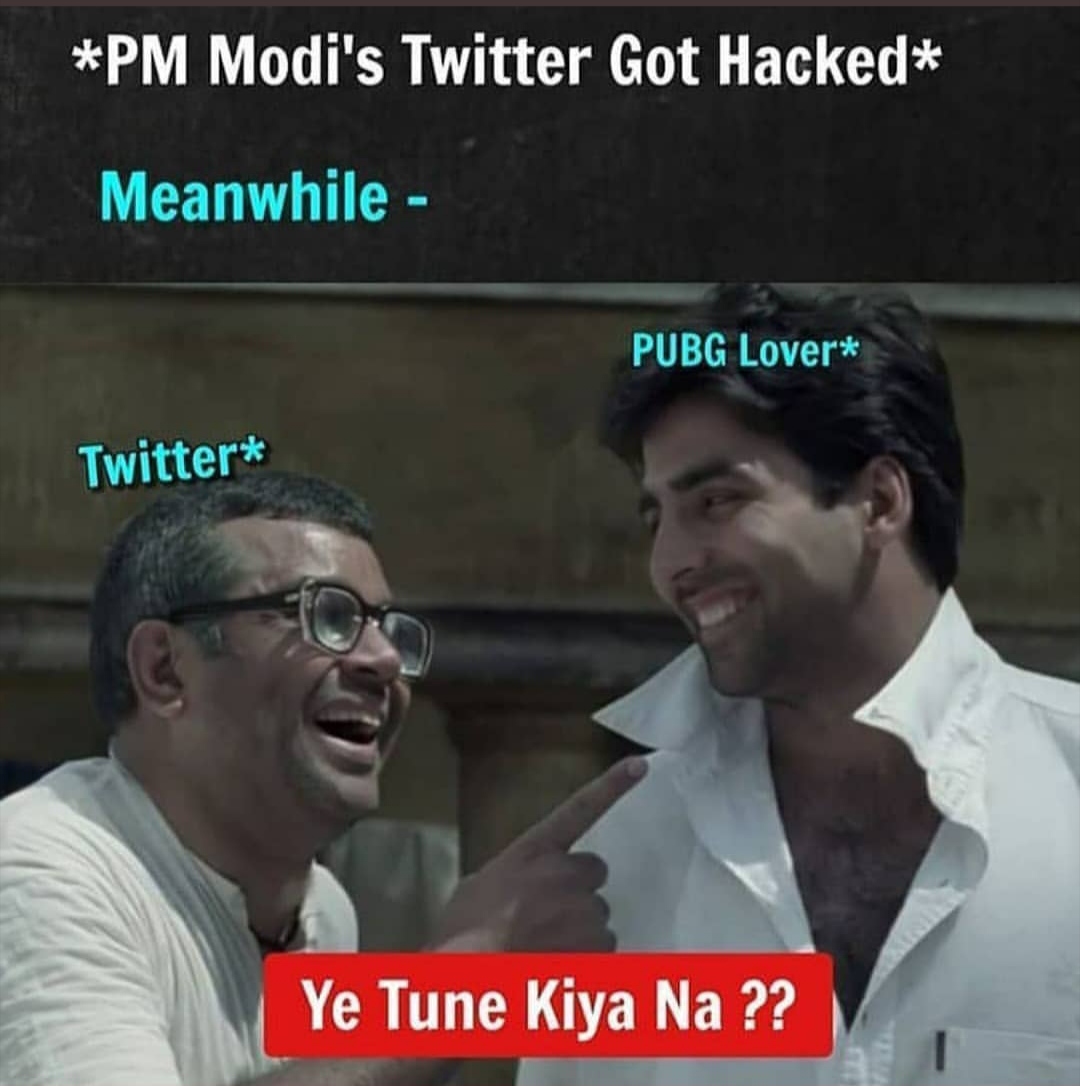 *PM Modi's Twitter Got Hacked*
Meanwhile -
PUBG Lover*
Twitter*
Ye Tune Kiya Na ??